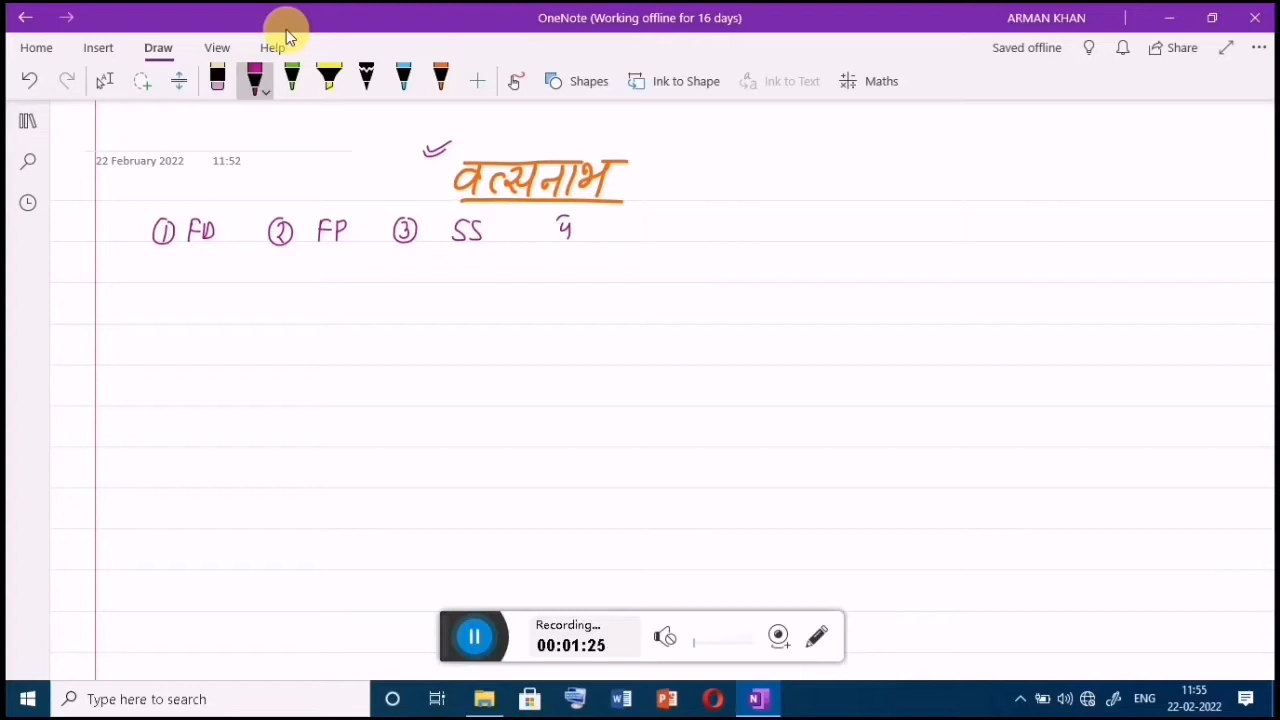 OneNote (Working offline for 16 days)
ARMAN KHAN
Home Insert Draw View Help
Saved offline
Share
Shapes
Ink to Shape
Ink to Text
Maths
22 February 2022 11:52
वत्सनाभ
① FD ② FP ③ SS
Recording...
00:01:25
Type here to search
ENG
11:55
22-02-2022